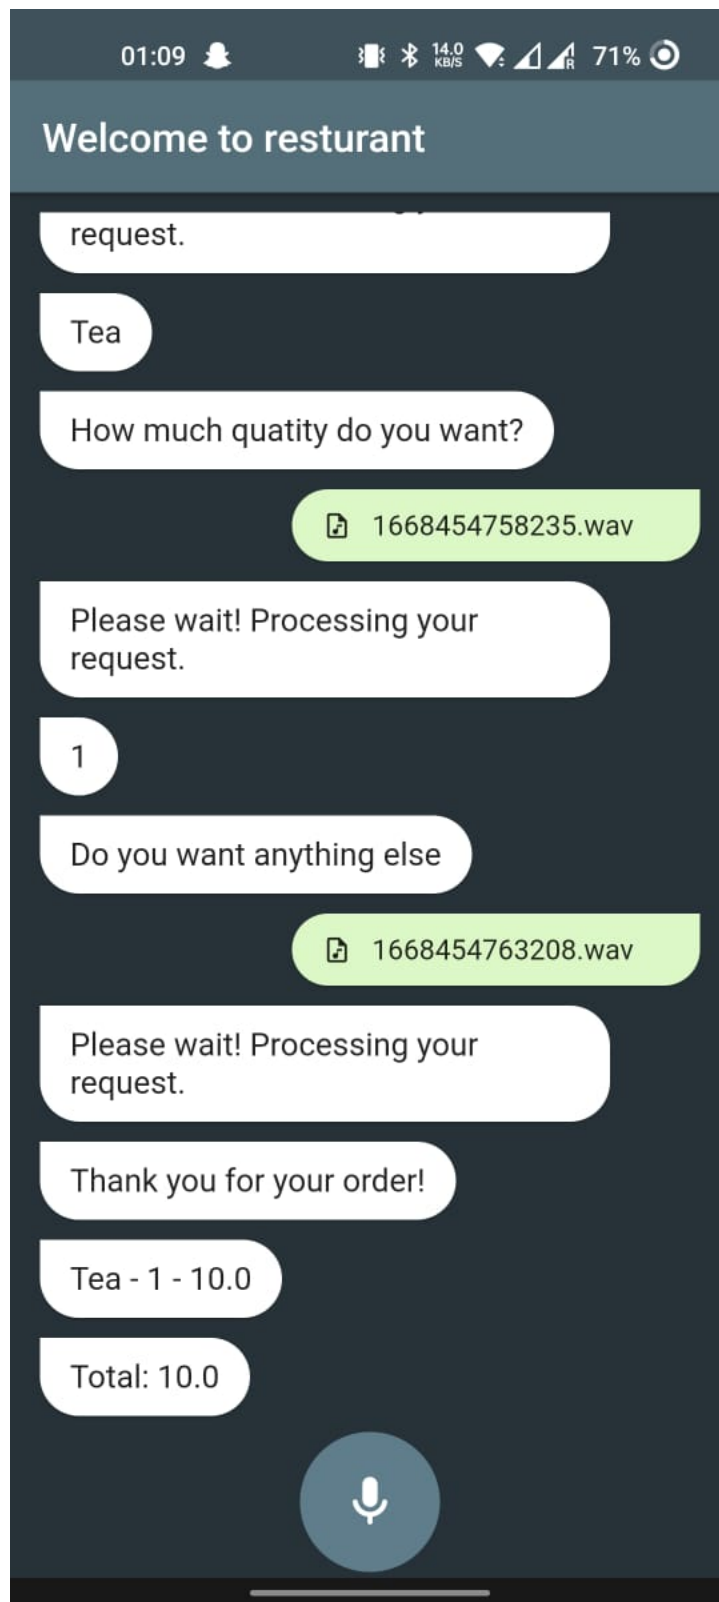 01:09 14.0 KB/S R 71%
Welcome to resturant
request.
Tea
How much quatity do you want?
1668454758235.wav
Please wait! Processing your
request.
1
Do you want anything else
1668454763208.wav
Please wait! Processing your
request.
Thank you for your order!
Tea - 1 - 10.0
Total: 10.0